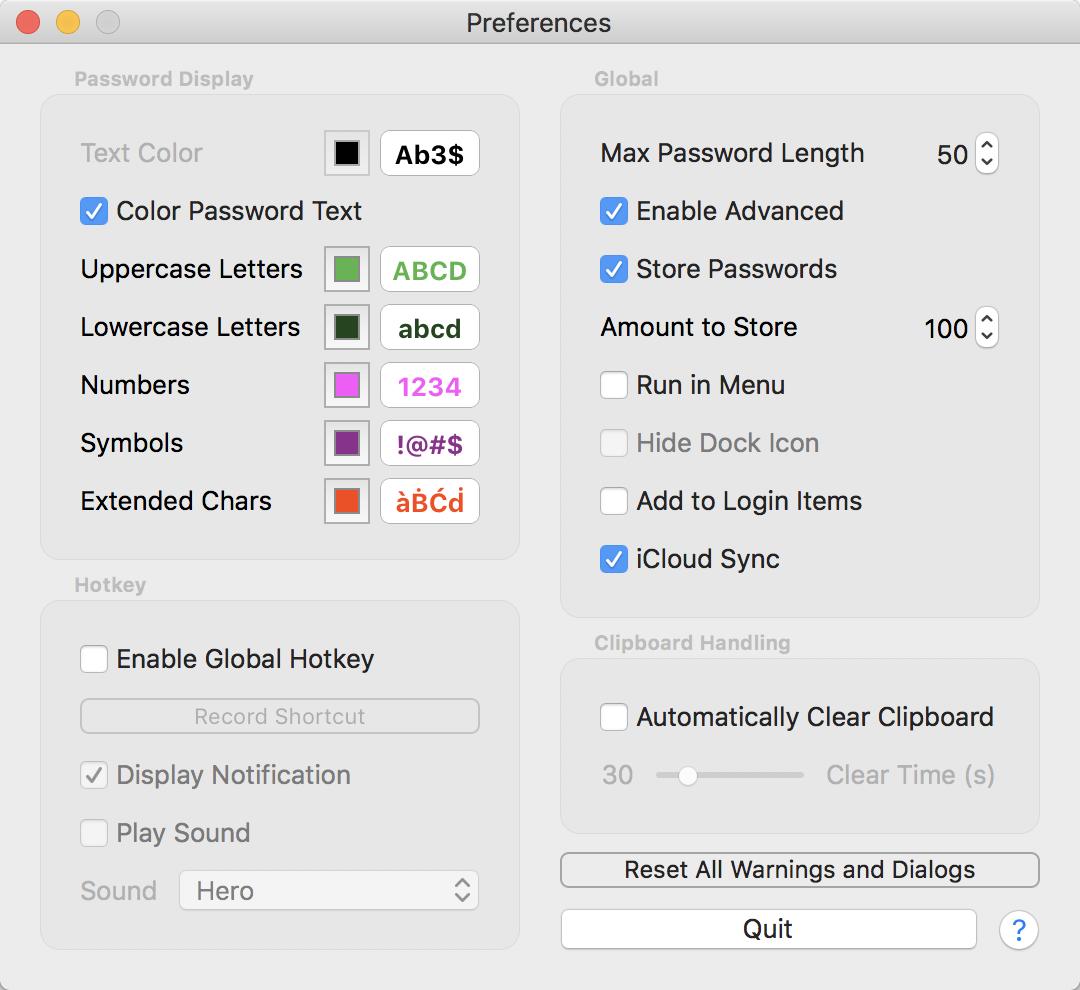 Preferences
Password Display
Text Color Ab3$
Color Password Text
Uppercase Letters ABCD
Lowercase Letters abcd
Numbers 1234
Symbols !@#$
Extended Chars àḂĆḋ
Hotkey
Enable Global Hotkey
Record Shortcut
Display Notification
Play Sound
Sound Hero
Global
Max Password Length 50
Enable Advanced
Store Passwords
Amount to Store 100
Run in Menu
Hide Dock Icon
Add to Login Items
iCloud Sync
Clipboard Handling
Automatically Clear Clipboard
30 Clear Time (s)
Reset All Warnings and Dialogs
Quit ?